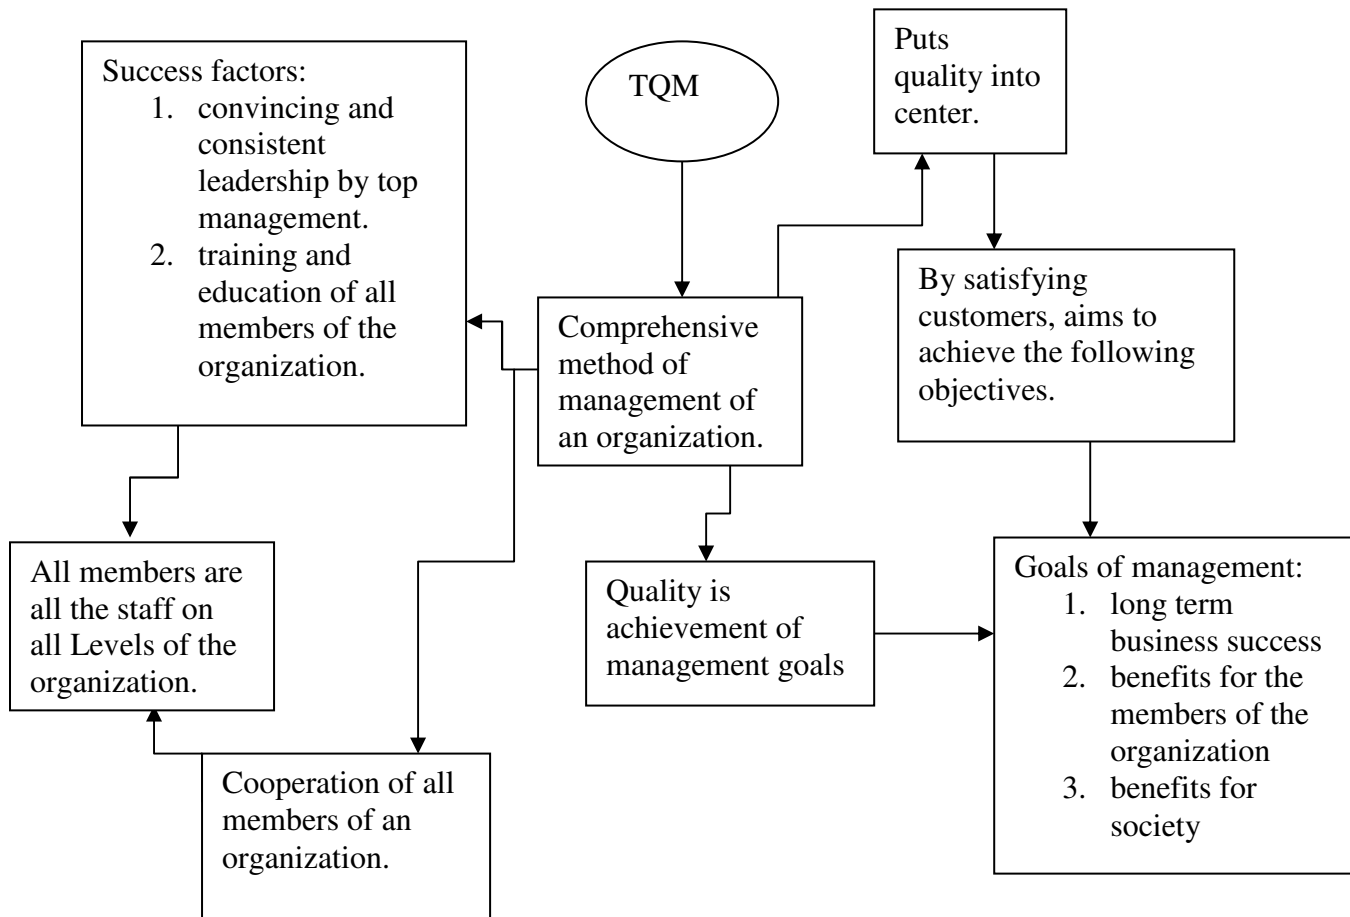 Success factors:
1. convincing and
consistent
leadership by top
management.
2. training and
education of all
members of the
organization.
TQM
Puts
quality into
center.
Comprehensive
method of
management of
an organization.
By satisfying
customers, aims to
achieve the following
objectives.
All members are
all the staff on
all Levels of the
organization.
Quality is
achievement of
management goals
Goals of management:
1. long term
business success
2. benefits for the
members of the
organization
3. benefits for
society
Cooperation of all
members of an
organization.